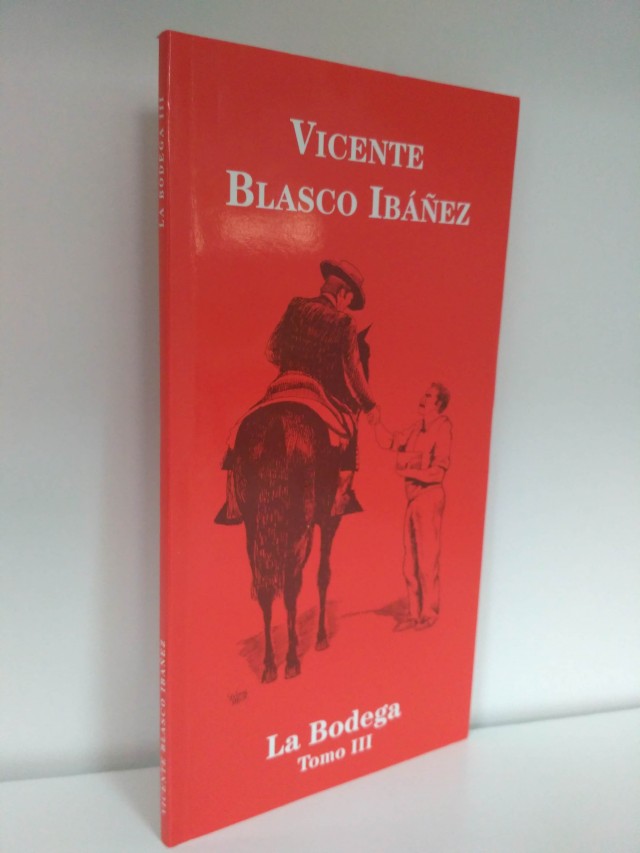 VICENTE
BLASCO IBÁÑEZ
La Bodega
Tomo III
LA BODEGA III
VICENTE BLASCO IBÁÑEZ